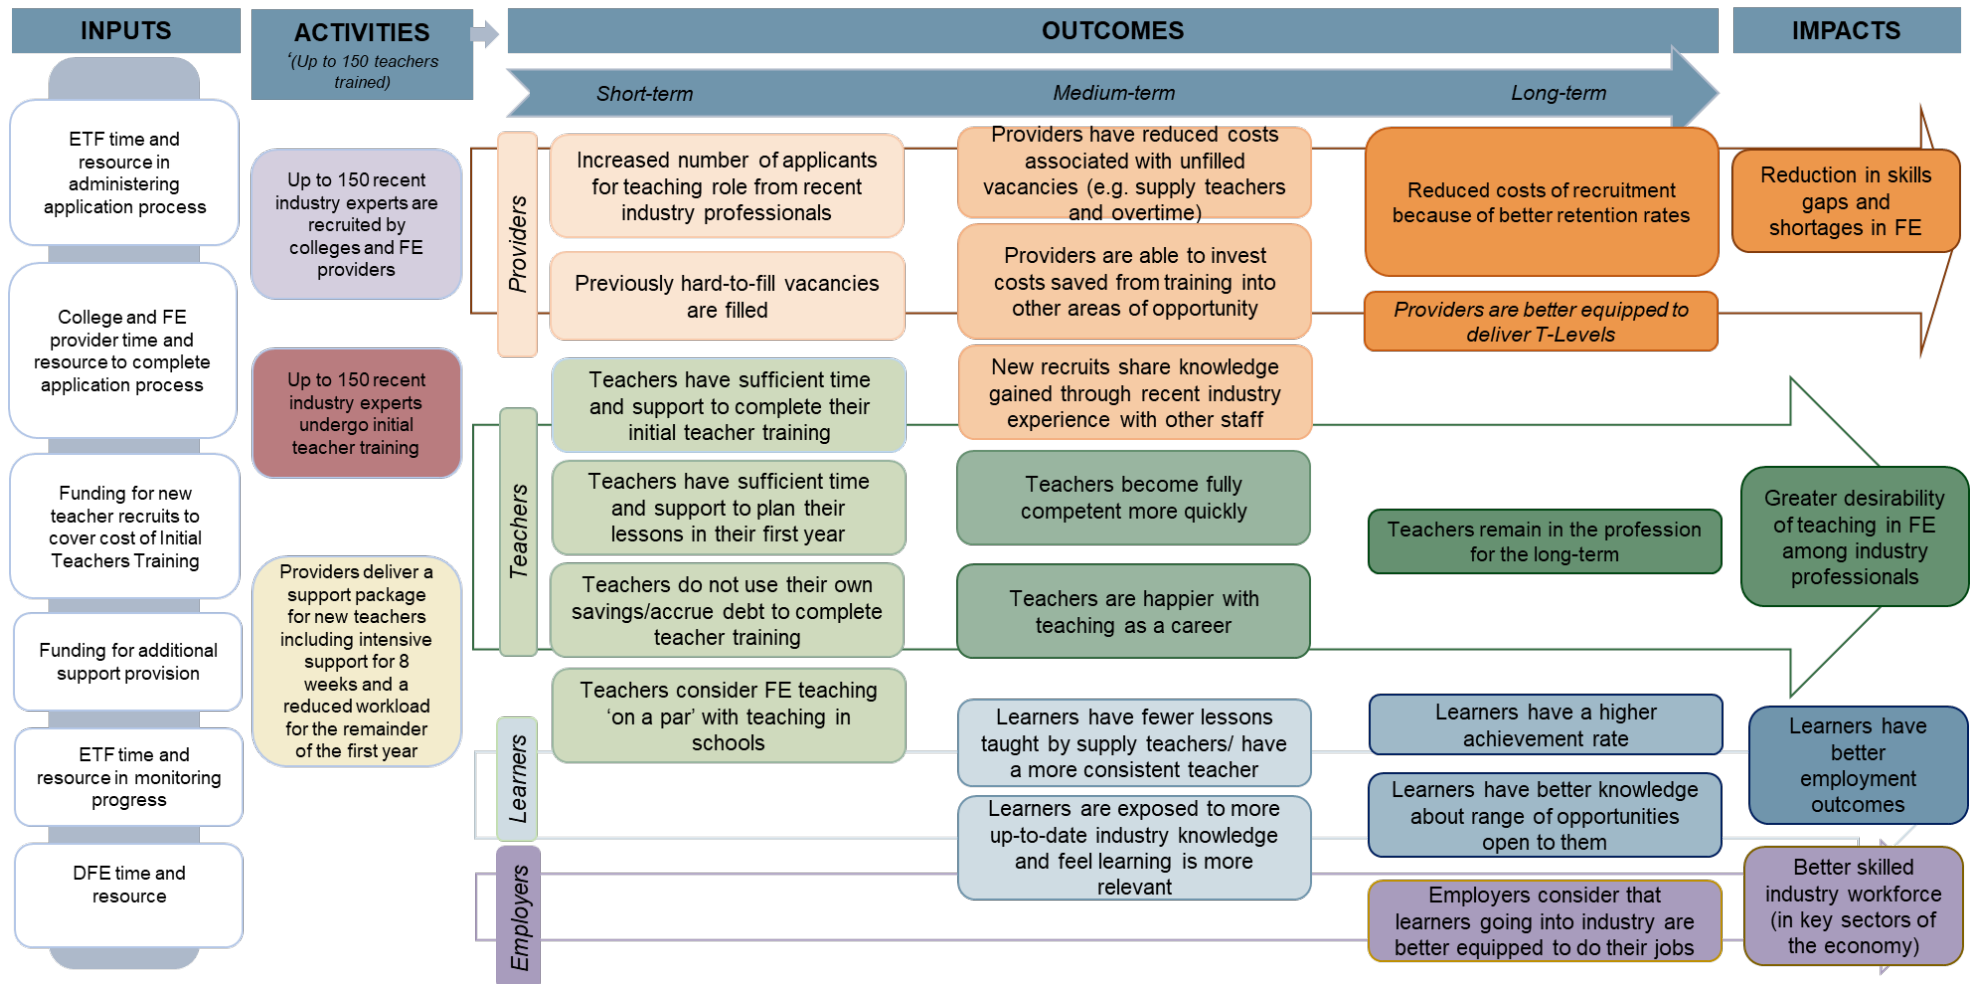 INPUTS
ACTIVITIES
‘(Up to 150 teachers
trained)
OUTCOMES
IMPACTS
Short-term
Medium-term
Long-term
ETF time and
resource in
administering
application process
College and FE
provider time and
resource to complete
application process
Funding for new
teacher recruits to
cover cost of Initial
Teachers Training
Funding for additional
support provision
ETF time and
resource in monitoring
progress
DFE time and
resource
Up to 150 recent
industry experts are
recruited by
colleges and FE
providers
Up to 150 recent
industry experts
undergo initial
teacher training
Providers deliver a
support package
for new teachers
including intensive
support for 8
weeks and a
reduced workload
for the remainder
of the first year
Providers
Increased number of applicants
for teaching role from recent
industry professionals
Previously hard-to-fill vacancies
are filled
Providers have reduced costs
associated with unfilled
vacancies (e.g. supply teachers
and overtime)
Providers are able to invest
costs saved from training into
other areas of opportunity
New recruits share knowledge
gained through recent industry
experience with other staff
Reduced costs of recruitment
because of better retention rates
Providers are better equipped to
deliver T-Levels
Reduction in skills
gaps and
shortages in FE
Teachers
Teachers have sufficient time
and support to complete their
initial teacher training
Teachers have sufficient time
and support to plan their
lessons in their first year
Teachers do not use their own
savings/accrue debt to complete
teacher training
Teachers consider FE teaching
‘on a par’ with teaching in
schools
Teachers become fully
competent more quickly
Teachers are happier with
teaching as a career
Teachers remain in the profession
for the long-term
Greater desirability
of teaching in FE
among industry
professionals
Learners
Learners have fewer lessons
taught by supply teachers/ have
a more consistent teacher
Learners are exposed to more
up-to-date industry knowledge
and feel learning is more
relevant
Learners have a higher
achievement rate
Learners have better knowledge
about range of opportunities
open to them
Learners have
better
employment
outcomes
Employers
Employers consider that
learners going into industry are
better equipped to do their jobs
Better skilled
industry workforce
(in key sectors of
the economy)